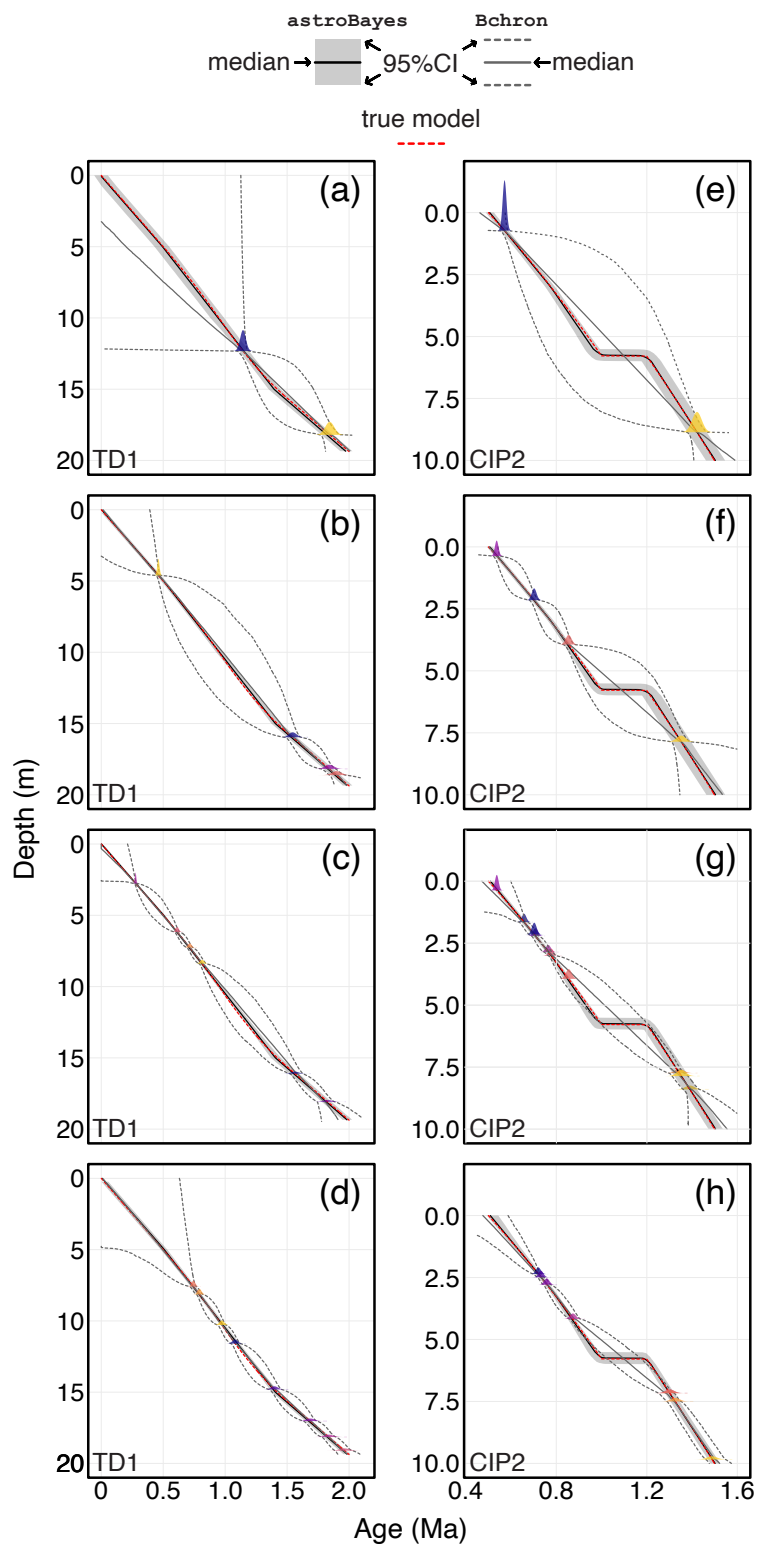 astroBayes Bchron
median 95%CI median
true model
(a) (e)
0
5
10
15
20
0.0
2.5
5.0
7.5
10.0
TD1 CIP2
(b) (f)
0
5
10
15
20
0.0
2.5
5.0
7.5
10.0
TD1 CIP2
(c) (g)
0
5
10
15
20
0.0
2.5
5.0
7.5
10.0
TD1 CIP2
(d) (h)
0
5
10
15
20
0.0
2.5
5.0
7.5
10.0
TD1 CIP2
0 0.5 1.0 1.5 2.0 0.4 0.8 1.2 1.6
Depth (m)
Age (Ma)